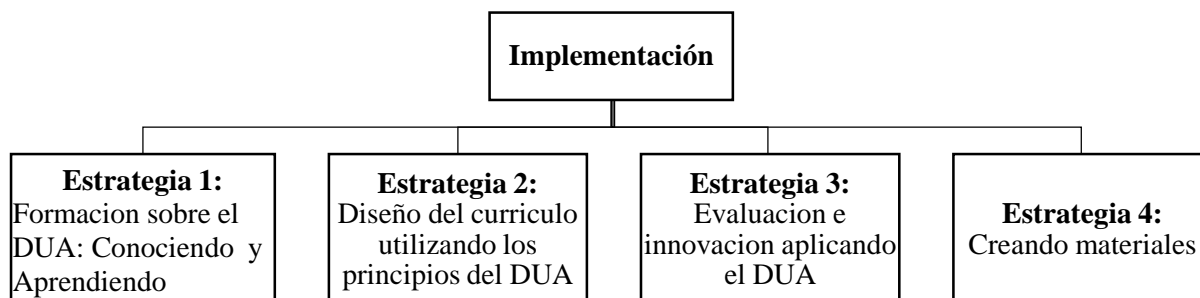 Implementación
Estrategia 1:
Formacion sobre el
DUA: Conociendo y
Aprendiendo
Estrategia 2:
Diseño del curriculo
utilizando los
principios del DUA
Estrategia 3:
Evaluacion e
innovacion aplicando
el DUA
Estrategia 4:
Creando materiales